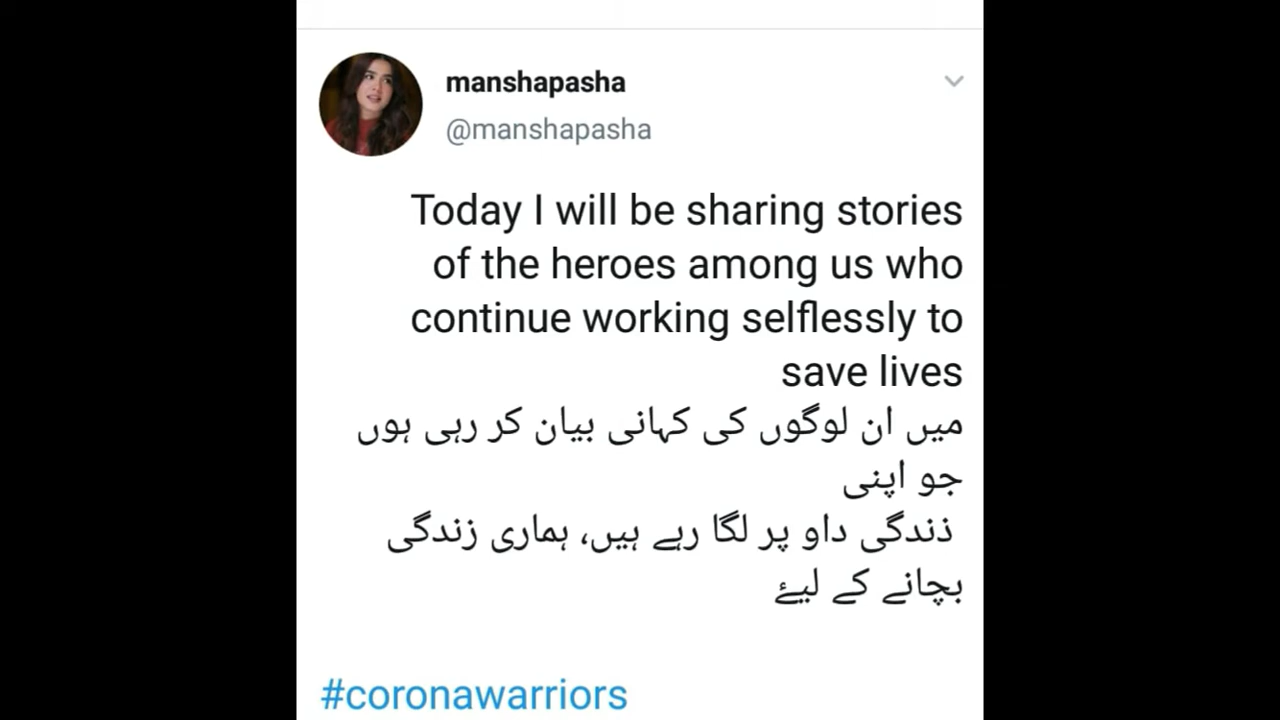 manshapasha
@manshapasha
Today I will be sharing stories
of the heroes among us who
continue working selflessly to
save lives
میں ان لوگوں کی کہانی بیان کر رہی ہوں
جو اپنی
ذندگی داو پر لگا رہے ہیں، ہماری زندگی
بچانے کے لیۓ
#coronawarriors